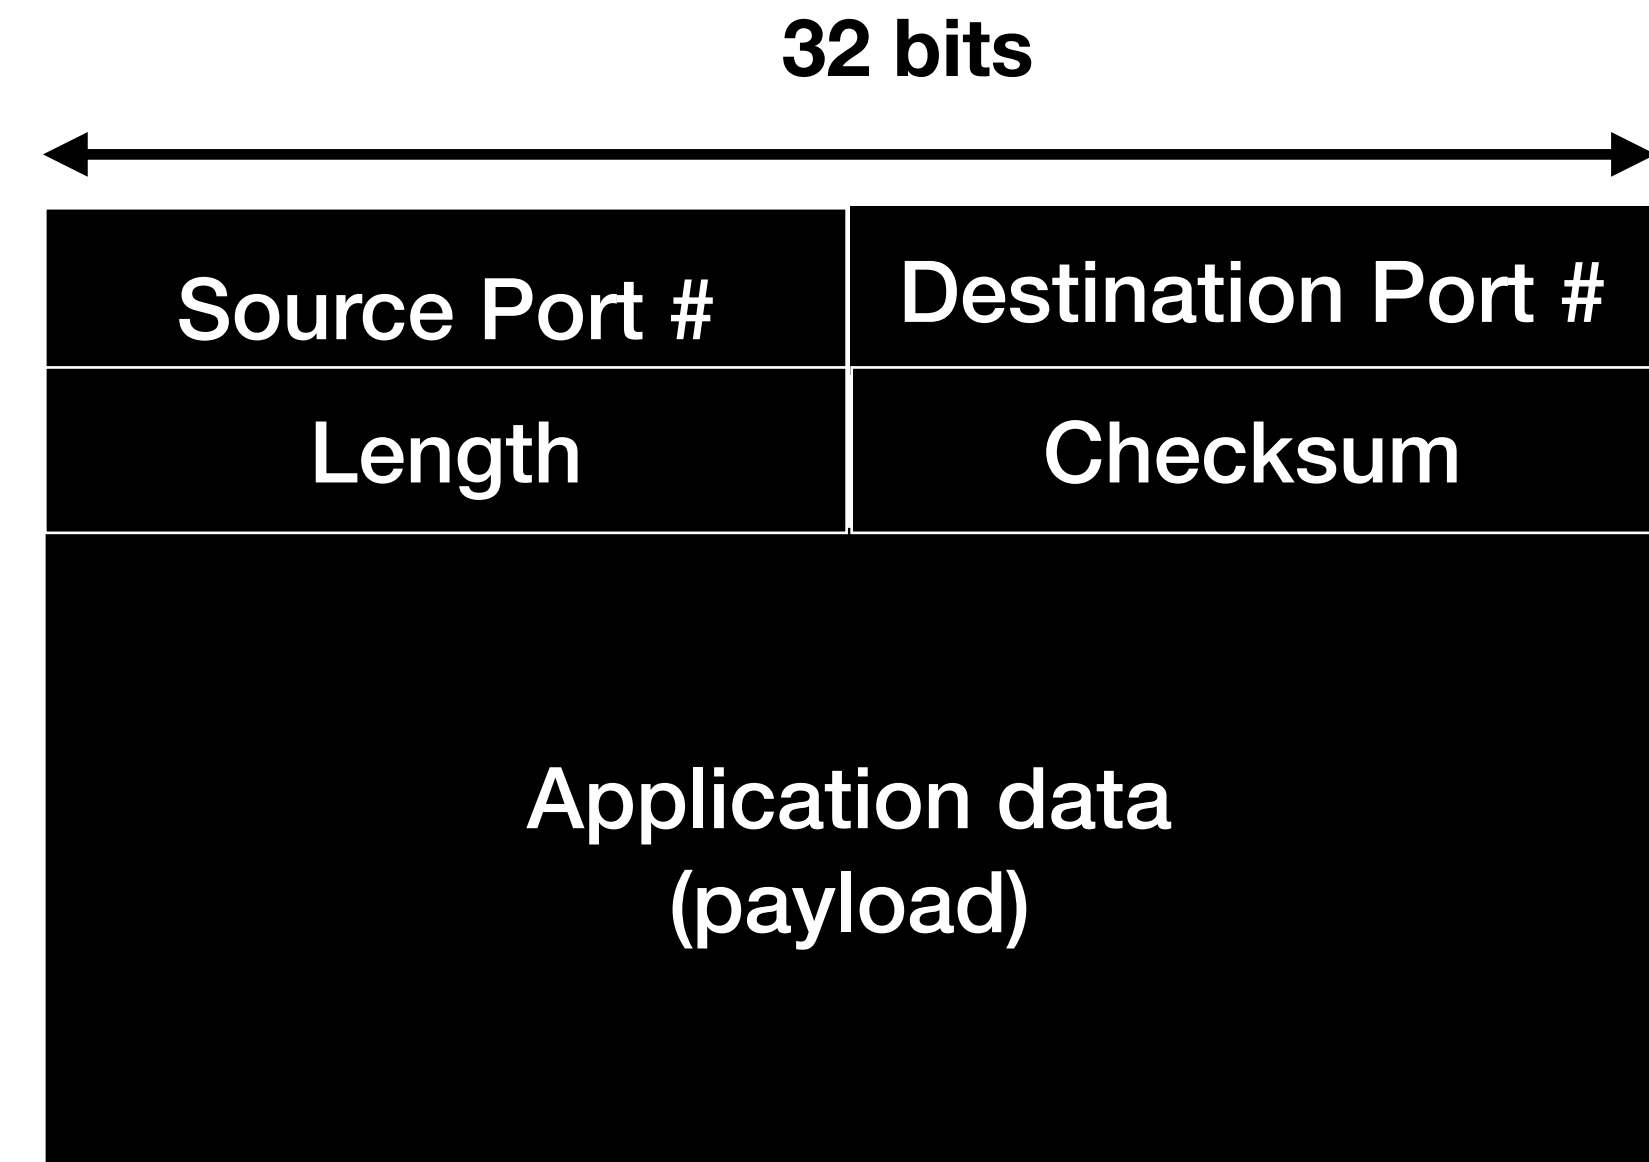 32 bits
Source Port #
Destination Port #
Length
Checksum
Application data
(payload)